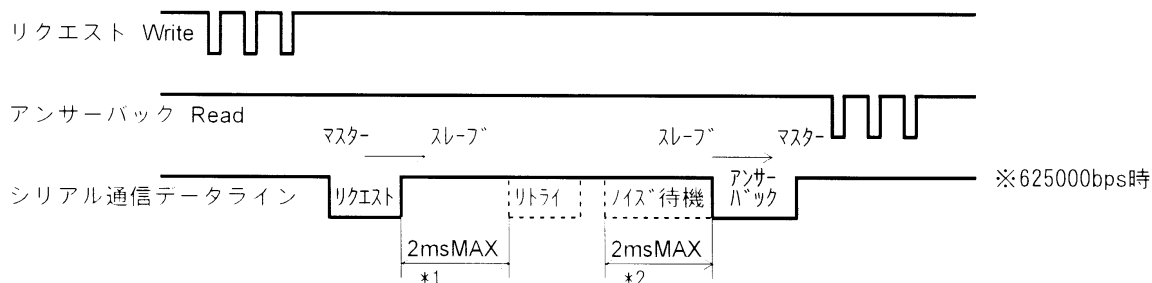 リクエスト Write
アンサーバック Read
マスター スレーブ スレーブ マスター
シリアル通信データライン リクエスト リトライ ノイズ待機 アンサーバック ※625000bps時
2msMAX 2msMAX
*1 *2